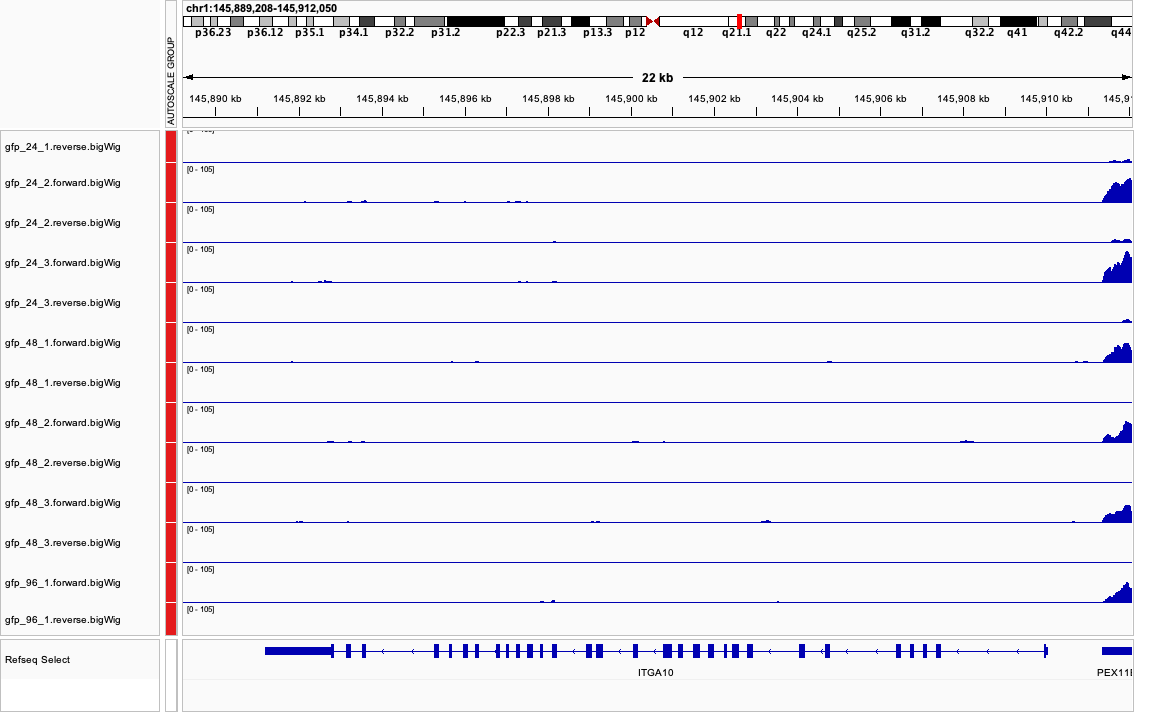 chr1:145,889,208-145,912,050
p36.23 p36.12 p35.1 p34.1 p32.2 p31.2 p22.3 p21.3 p13.3 p12 q12 q21.1 q22 q24.1 q25.2 q31.2 q32.2 q41 q42.2 q44
AUTOSCALE GROUP
22 kb
145,890 kb 145,892 kb 145,894 kb 145,896 kb 145,898 kb 145,900 kb 145,902 kb 145,904 kb 145,906 kb 145,908 kb 145,910 kb 145,9
gfp_24_1.reverse.bigWig
[0 - 105]
gfp_24_2.forward.bigWig
[0 - 105]
gfp_24_2.reverse.bigWig
[0 - 105]
gfp_24_3.forward.bigWig
[0 - 105]
gfp_24_3.reverse.bigWig
[0 - 105]
gfp_48_1.forward.bigWig
[0 - 105]
gfp_48_1.reverse.bigWig
[0 - 105]
gfp_48_2.forward.bigWig
[0 - 105]
gfp_48_2.reverse.bigWig
[0 - 105]
gfp_48_3.forward.bigWig
[0 - 105]
gfp_48_3.reverse.bigWig
[0 - 105]
gfp_96_1.forward.bigWig
[0 - 105]
gfp_96_1.reverse.bigWig
Refseq Select
ITGA10 PEX11